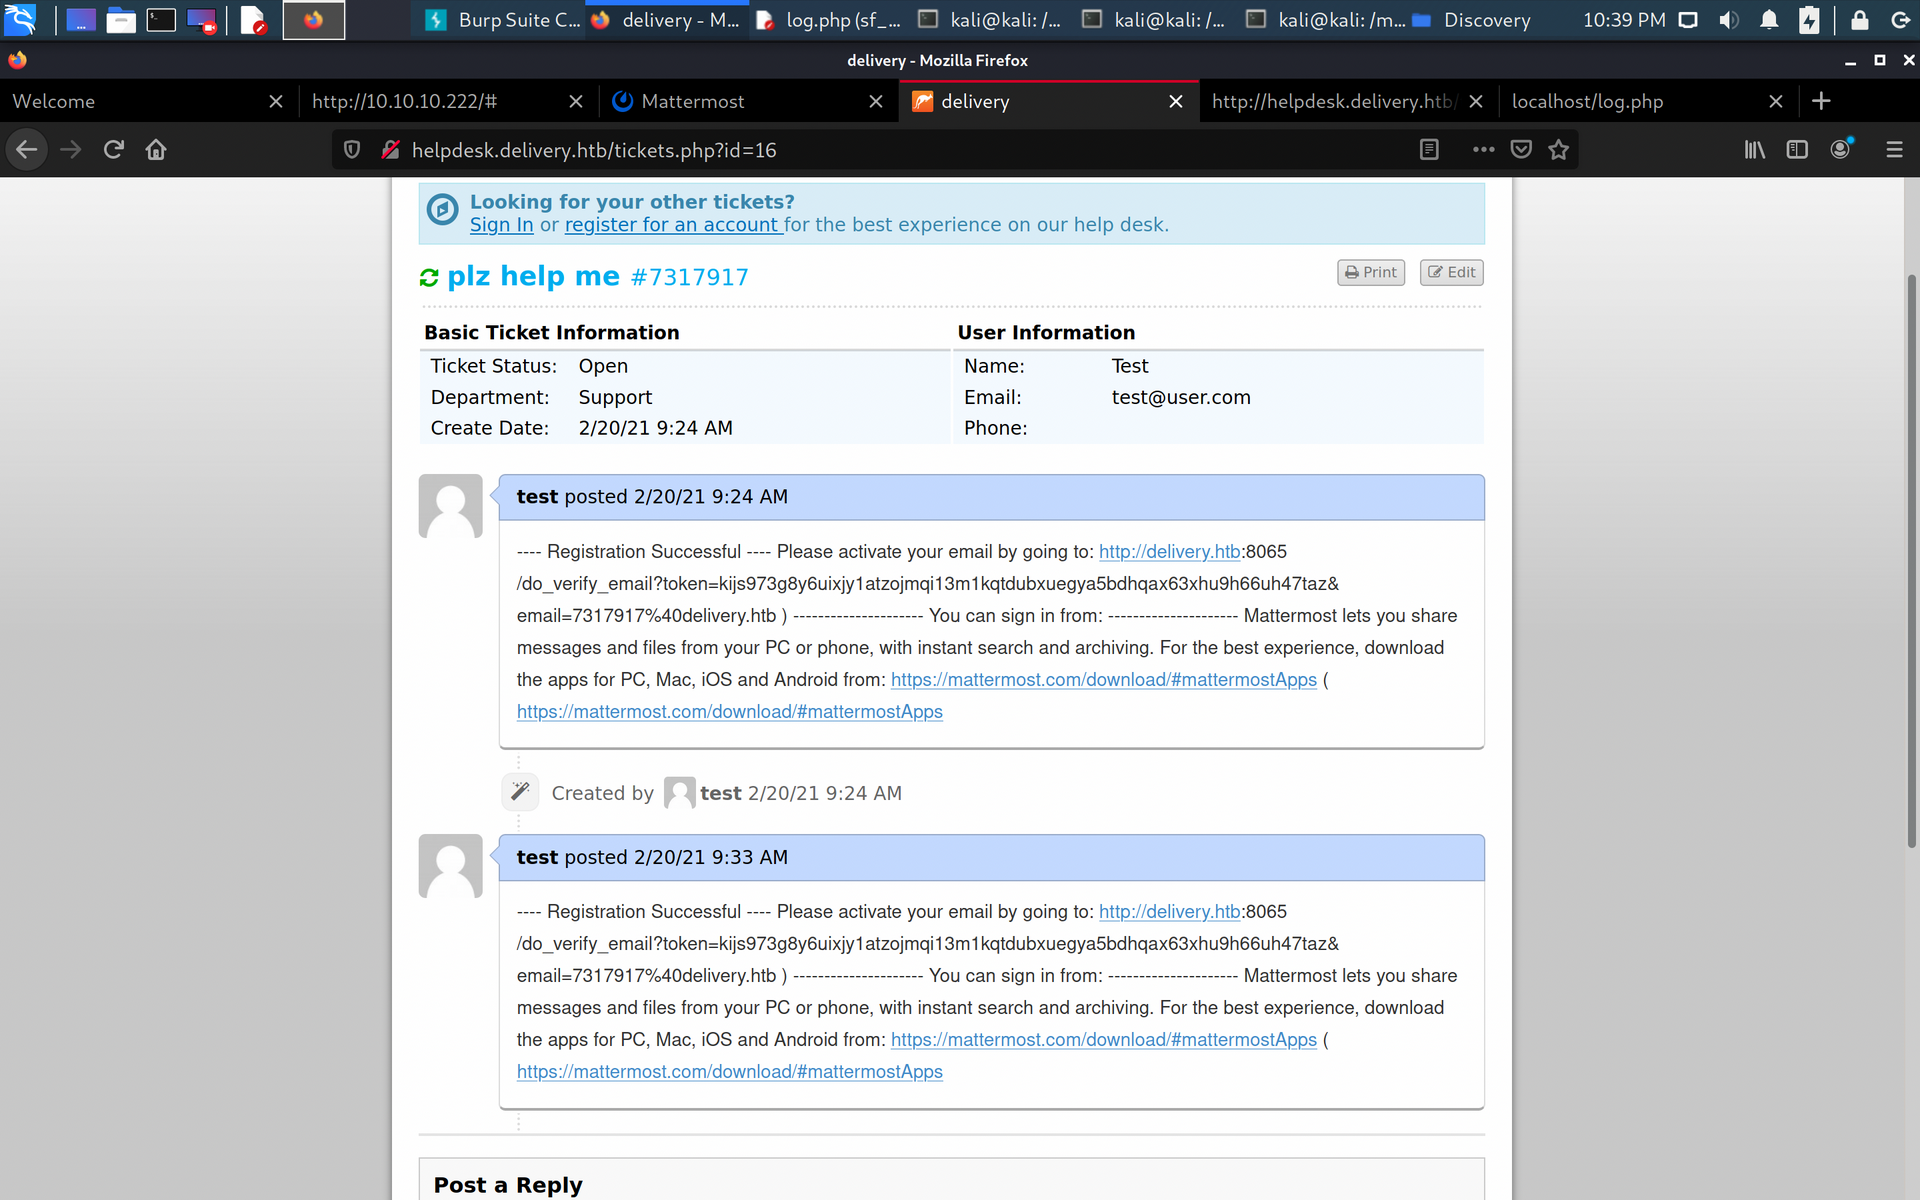 Burp Suite C... delivery - M... log.php (sf_... kali@kali: /... kali@kali: /... kali@kali: /m... Discovery 10:39 PM
delivery - Mozilla Firefox
Welcome http://10.10.10.222/# Mattermost delivery http://helpdesk.delivery.htb/ localhost/log.php
helpdesk.delivery.htb/tickets.php?id=16
Looking for your other tickets?
Sign In or register for an account for the best experience on our help desk.
plz help me #7317917 Print Edit
Basic Ticket Information User Information
Ticket Status: Open Name: Test
Department: Support Email: test@user.com
Create Date: 2/20/21 9:24 AM Phone:
test posted 2/20/21 9:24 AM
---- Registration Successful ---- Please activate your email by going to: http://delivery.htb:8065
/do_verify_email?token=kijs973g8y6uixjy1atzojmqi13m1kqtdubxuegya5bdhqax63xhu9h66uh47taz&
email=7317917%40delivery.htb ) --------------------- You can sign in from: --------------------- Mattermost lets you share
messages and files from your PC or phone, with instant search and archiving. For the best experience, download
the apps for PC, Mac, iOS and Android from: https://mattermost.com/download/#mattermostApps (
https://mattermost.com/download/#mattermostApps
Created by test 2/20/21 9:24 AM
test posted 2/20/21 9:33 AM
---- Registration Successful ---- Please activate your email by going to: http://delivery.htb:8065
/do_verify_email?token=kijs973g8y6uixjy1atzojmqi13m1kqtdubxuegya5bdhqax63xhu9h66uh47taz&
email=7317917%40delivery.htb ) --------------------- You can sign in from: --------------------- Mattermost lets you share
messages and files from your PC or phone, with instant search and archiving. For the best experience, download
the apps for PC, Mac, iOS and Android from: https://mattermost.com/download/#mattermostApps (
https://mattermost.com/download/#mattermostApps
Post a Reply